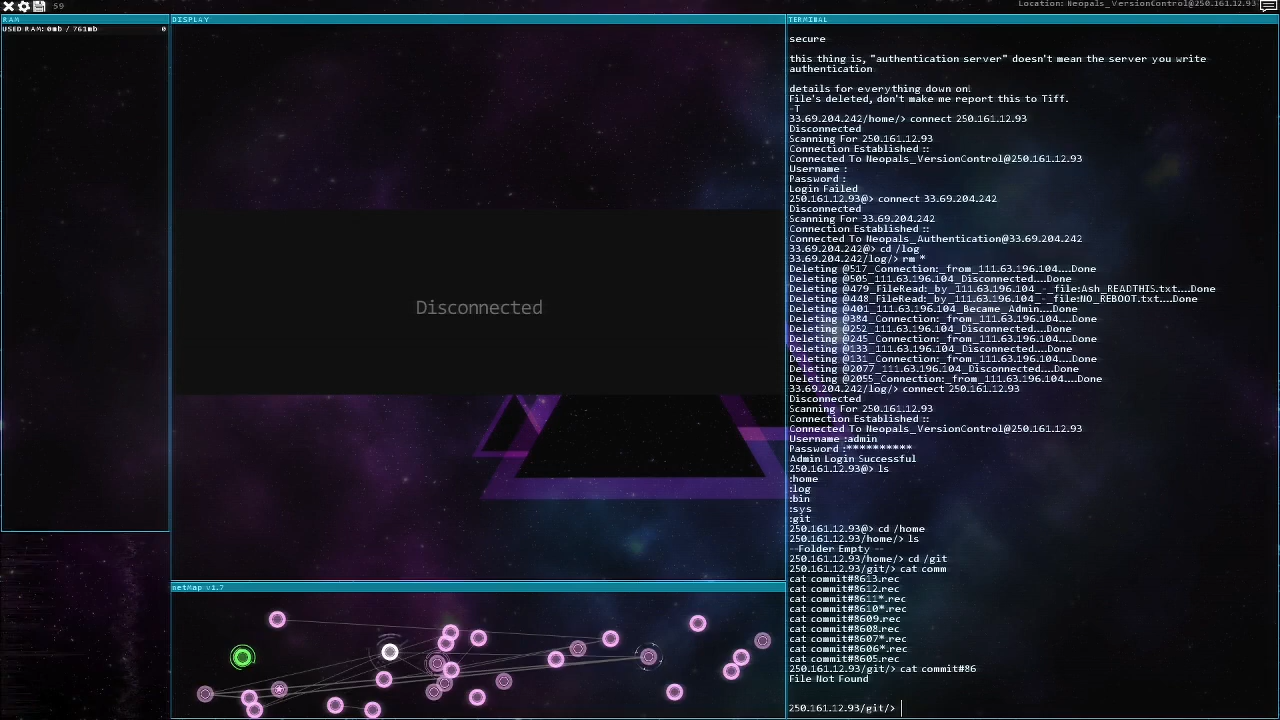 59
Location: Neopals_VersionControl@250.161.12.93
RAM
USED RAM: 0mb / 761mb 0
DISPLAY
Disconnected
netMap v1.7
TERMINAL
secure
this thing is, "authentication server" doesn't mean the server you write
authentication
details for everything down on.
File's deleted, don't make me report this to Tiff.
-T
33.69.204.242/home/> connect 250.161.12.93
Disconnected
Scanning For 250.161.12.93
Connection Established ::
Connected To Neopals_VersionControl@250.161.12.93
Username :
Password :
Login Failed
250.161.12.93@> connect 33.69.204.242
Disconnected
Scanning For 33.69.204.242
Connection Established ::
Connected To Neopals_Authentication@33.69.204.242
33.69.204.242@> cd /log
33.69.204.242/log/> rm *
Deleting @517_Connection:_from_111.63.196.104....Done
Deleting @505_111.63.196.104_Disconnected....Done
Deleting @479_FileRead:_by_111.63.196.104_-_file:Ash_READTHIS.txt....Done
Deleting @448_FileRead:_by_111.63.196.104_-_file:NO_REBOOT.txt....Done
Deleting @401_111.63.196.104_Became_Admin....Done
Deleting @384_Connection:_from_111.63.196.104....Done
Deleting @252_111.63.196.104_Disconnected....Done
Deleting @245_Connection:_from_111.63.196.104....Done
Deleting @133_111.63.196.104_Disconnected....Done
Deleting @131_Connection:_from_111.63.196.104....Done
Deleting @2077_111.63.196.104_Disconnected....Done
Deleting @2055_Connection:_from_111.63.196.104....Done
33.69.204.242/log/> connect 250.161.12.93
Disconnected
Scanning For 250.161.12.93
Connection Established ::
Connected To Neopals_VersionControl@250.161.12.93
Username :admin
Password :**********
Admin Login Successful
250.161.12.93@> ls
:home
:log
:bin
:sys
:git
250.161.12.93@> cd /home
250.161.12.93/home/> ls
--Folder Empty --
250.161.12.93/home/> cd /git
250.161.12.93/git/> cat comm
cat commit#8613.rec
cat commit#8612.rec
cat commit#8611*.rec
cat commit#8610*.rec
cat commit#8609.rec
cat commit#8608.rec
cat commit#8607*.rec
cat commit#8606*.rec
cat commit#8605.rec
250.161.12.93/git/> cat commit#86
File Not Found
250.161.12.93/git/>